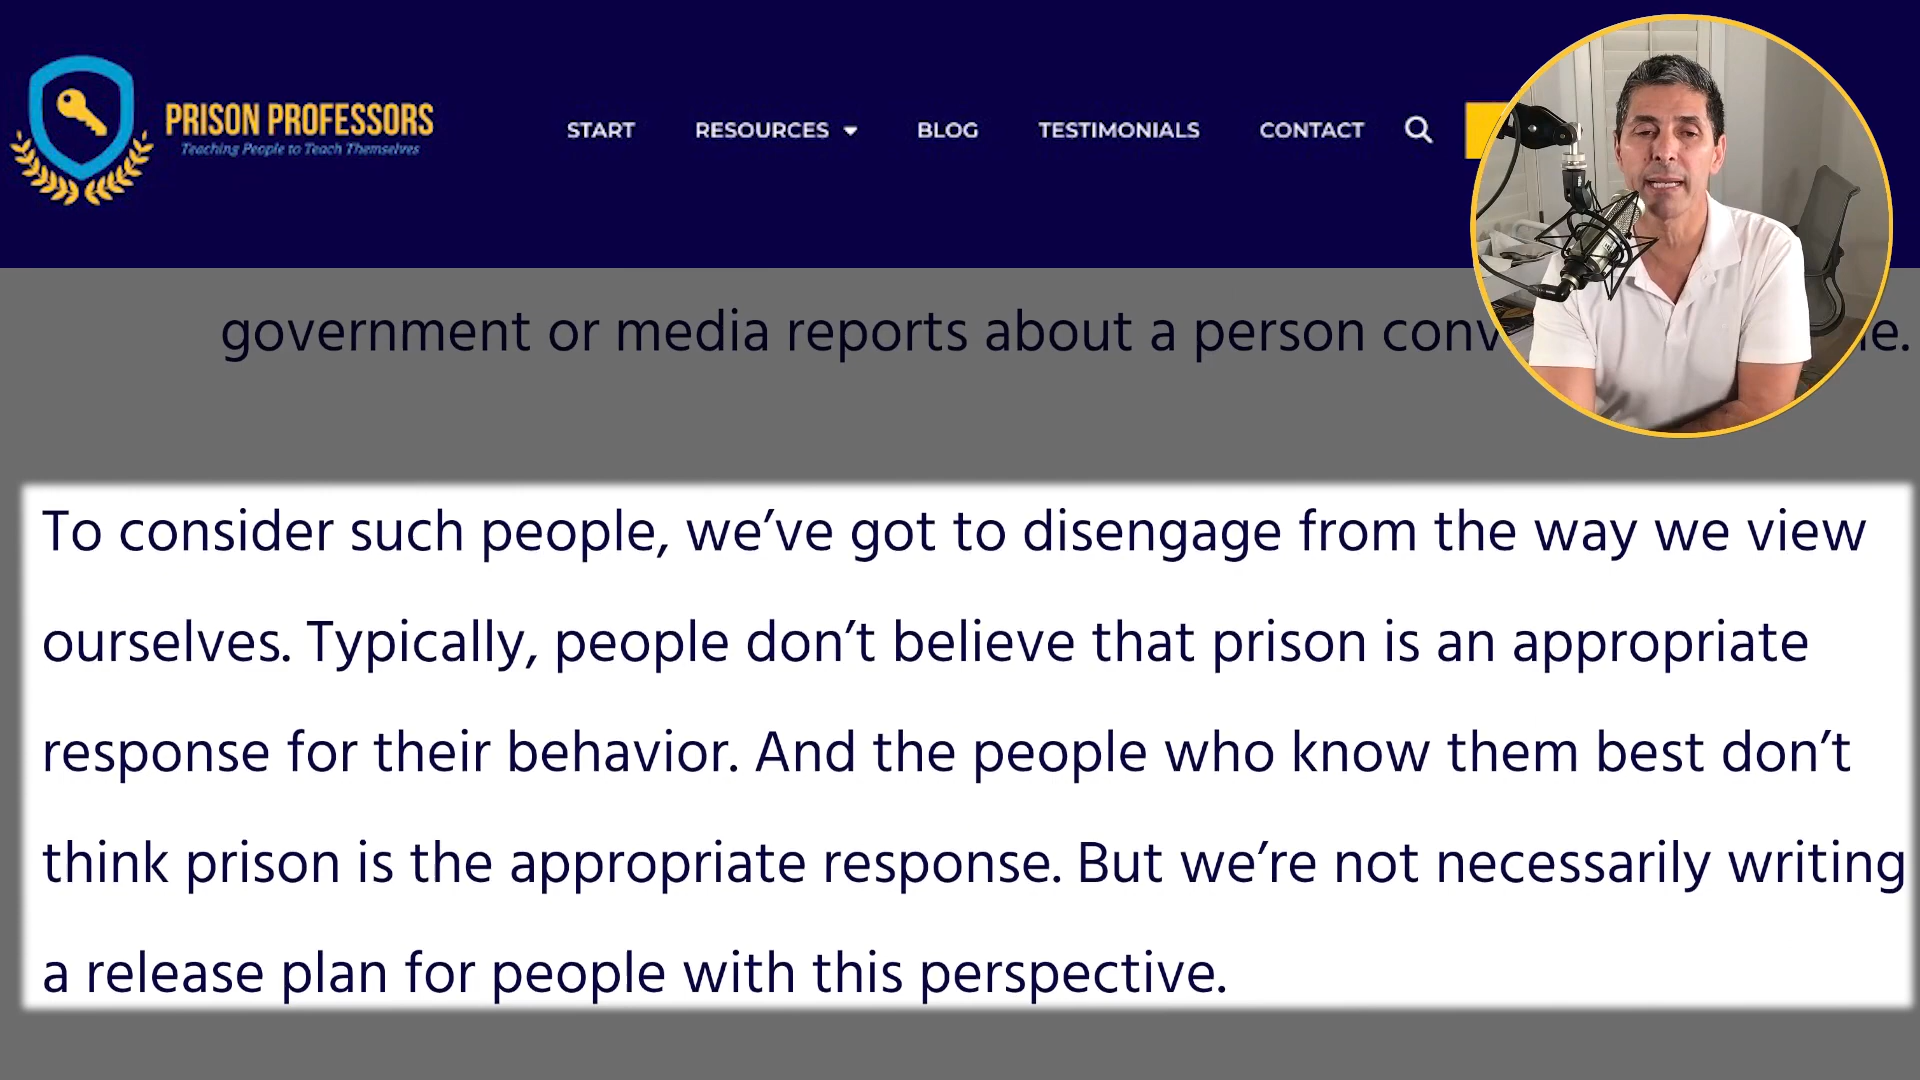 PRISON PROFESSORS
Teaching People to Teach Themselves
START RESOURCES BLOG TESTIMONIALS CONTACT
government or media reports about a person
To consider such people, we’ve got to disengage from the way we view
ourselves. Typically, people don’t believe that prison is an appropriate
response for their behavior. And the people who know them best don’t
think prison is the appropriate response. But we’re not necessarily writing
a release plan for people with this perspective.